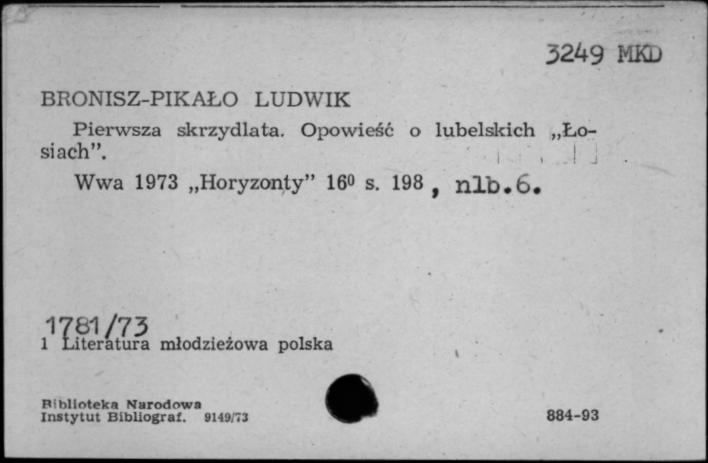 3249 MKD
BRONISZ-PIKAŁO LUDWIK
Pierwsza skrzydlata. Opowieść o lubelskich „Ło-
siach”.
Wwa 1973 „Horyzonty” 16⁰ s. 198, nlb.6.
1781/73
1 Literatura młodzieżowa polska
Biblioteka Narodowa
Instytut Bibliograf. 9149/73
884-93